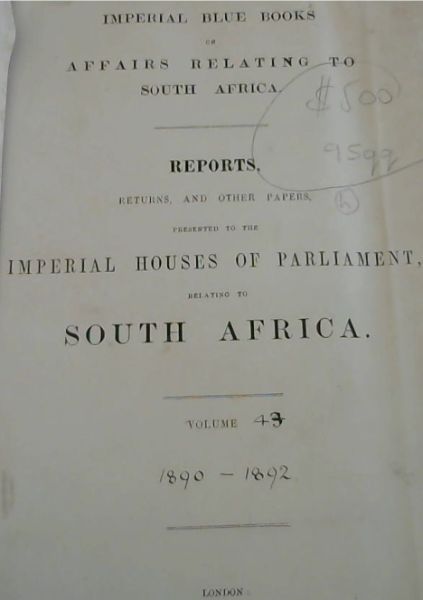 IMPERIAL BLUE BOOKS
ON
AFFAIRS RELATING TO
SOUTH AFRICA.
$500
REPORTS,
RETURNS, AND OTHER PAPERS,
PRESENTED TO THE
IMPERIAL HOUSES OF PARLIAMENT,
RELATING TO
SOUTH AFRICA.
VOLUME 43
1890 – 1892
LONDON: